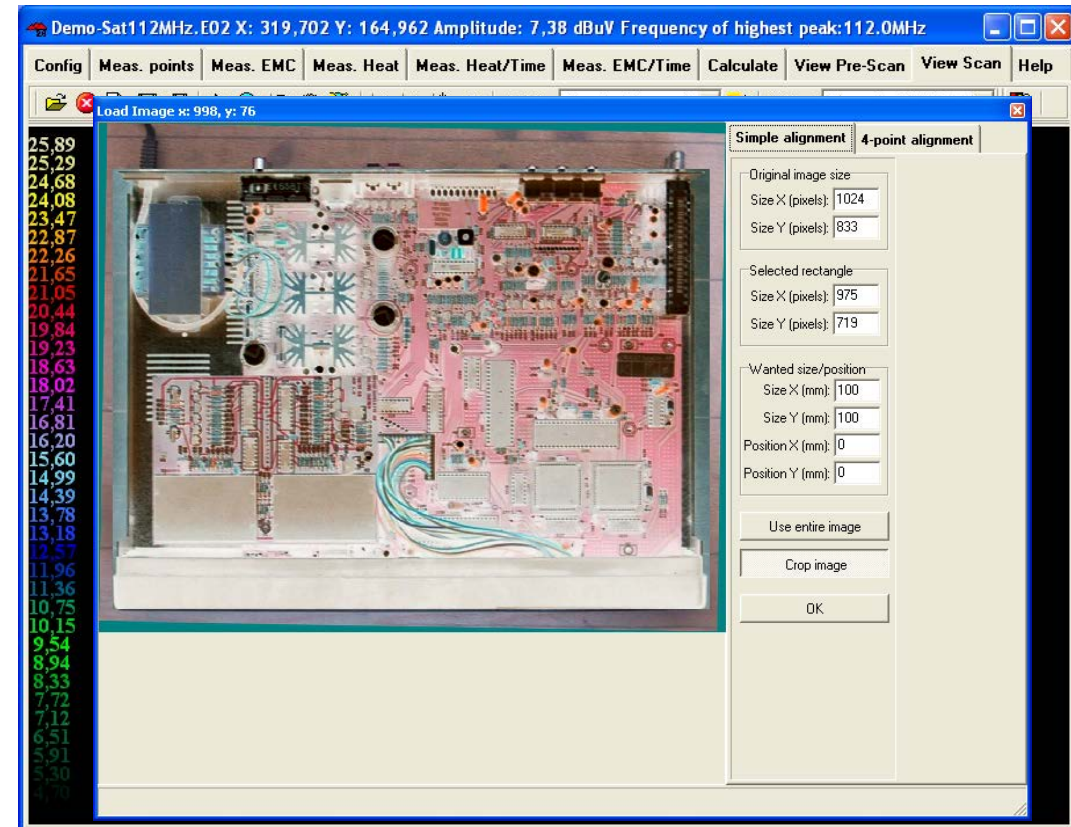 Demo-Sat112MHz.E02 X: 319,702 Y: 164,962 Amplitude: 7,38 dBuV Frequency of highest peak:112.0MHz
Config Meas. points Meas. EMC Meas. Heat Meas. Heat/Time Meas. EMC/Time Calculate View Pre-Scan View Scan Help
Load Image x: 998, y: 76
25,89
25,29
24,68
24,08
23,47
22,87
22,26
21,65
21,05
20,44
19,84
19,23
18,63
18,02
17,41
16,81
16,20
15,60
14,99
14,39
13,78
13,18
12,57
11,96
11,36
10,75
10,15
9,54
8,94
8,33
7,72
7,12
6,51
5,91
5,30
4,70
Simple alignment 4-point alignment
Original image size
Size X (pixels): 1024
Size Y (pixels): 833
Selected rectangle
Size X (pixels): 975
Size Y (pixels): 719
Wanted size/position
Size X (mm): 100
Size Y (mm): 100
Position X (mm): 0
Position Y (mm): 0
Use entire image
Crop image
OK